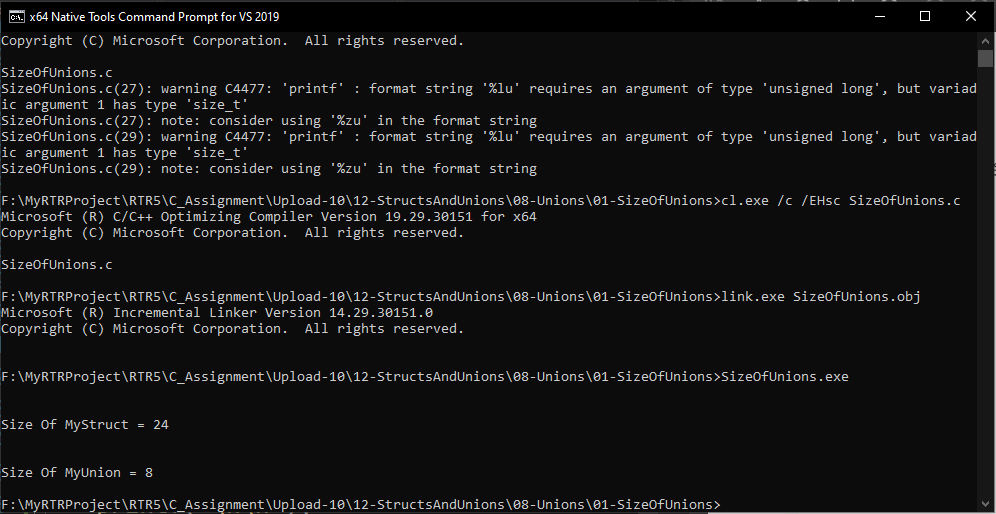 x64 Native Tools Command Prompt for VS 2019
Copyright (C) Microsoft Corporation.  All rights reserved.
SizeOfUnions.c
SizeOfUnions.c(27): warning C4477: 'printf' : format string '%lu' requires an argument of type 'unsigned long', but variad
ic argument 1 has type 'size_t'
SizeOfUnions.c(27): note: consider using '%zu' in the format string
SizeOfUnions.c(29): warning C4477: 'printf' : format string '%lu' requires an argument of type 'unsigned long', but variad
ic argument 1 has type 'size_t'
SizeOfUnions.c(29): note: consider using '%zu' in the format string
F:\MyRTRProject\RTR5\C_Assignment\Upload-10\12-StructsAndUnions\08-Unions\01-SizeOfUnions>cl.exe /c /EHsc SizeOfUnions.c
Microsoft (R) C/C++ Optimizing Compiler Version 19.29.30151 for x64
Copyright (C) Microsoft Corporation.  All rights reserved.
SizeOfUnions.c
F:\MyRTRProject\RTR5\C_Assignment\Upload-10\12-StructsAndUnions\08-Unions\01-SizeOfUnions>link.exe SizeOfUnions.obj
Microsoft (R) Incremental Linker Version 14.29.30151.0
Copyright (C) Microsoft Corporation.  All rights reserved.
F:\MyRTRProject\RTR5\C_Assignment\Upload-10\12-StructsAndUnions\08-Unions\01-SizeOfUnions>SizeOfUnions.exe
Size Of MyStruct = 24
Size Of MyUnion = 8
F:\MyRTRProject\RTR5\C_Assignment\Upload-10\12-StructsAndUnions\08-Unions\01-SizeOfUnions>